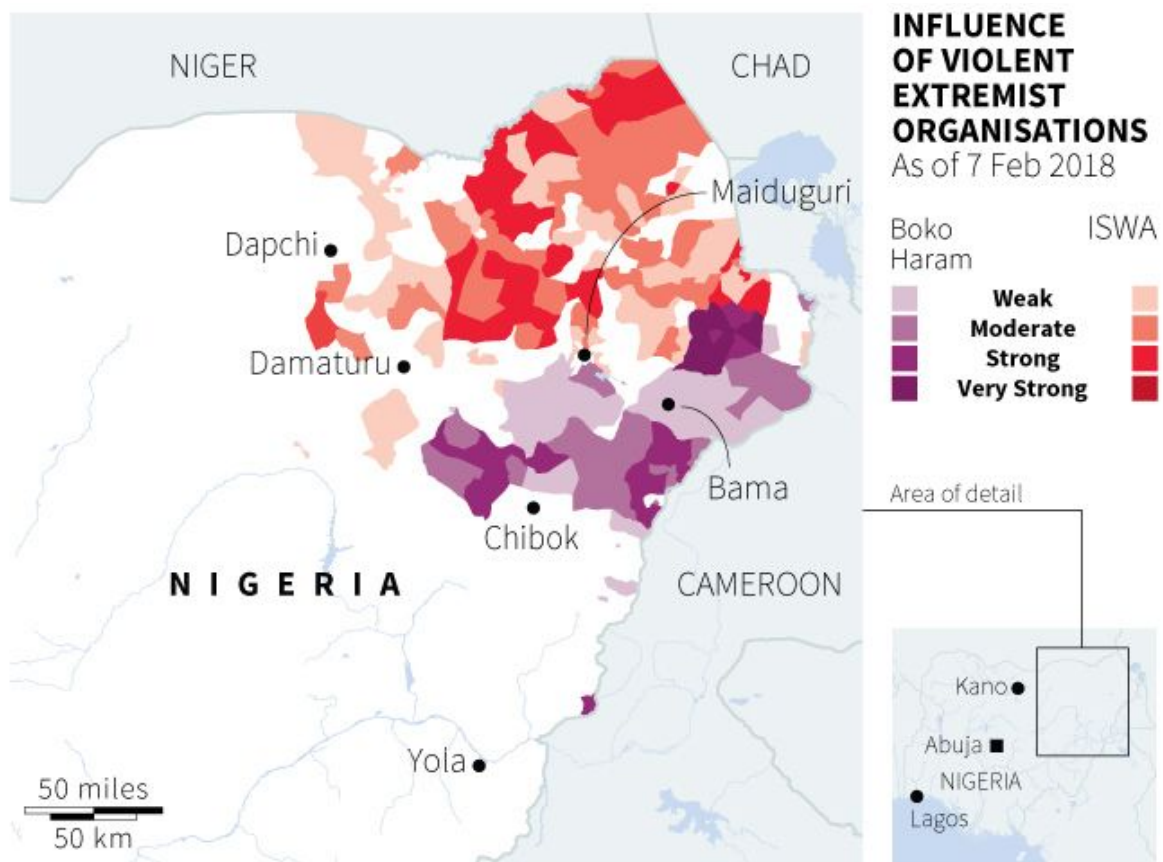 INFLUENCE
OF VIOLENT
EXTREMIST
ORGANISATIONS
As of 7 Feb 2018
Boko
Haram
ISWA
Weak
Moderate
Strong
Very Strong
Area of detail
NIGER
CHAD
Maiduguri
Dapchi
Damaturu
Bama
Chibok
NIGERIA
CAMEROON
Yola
50 miles
50 km
Kano
Abuja
NIGERIA
Lagos